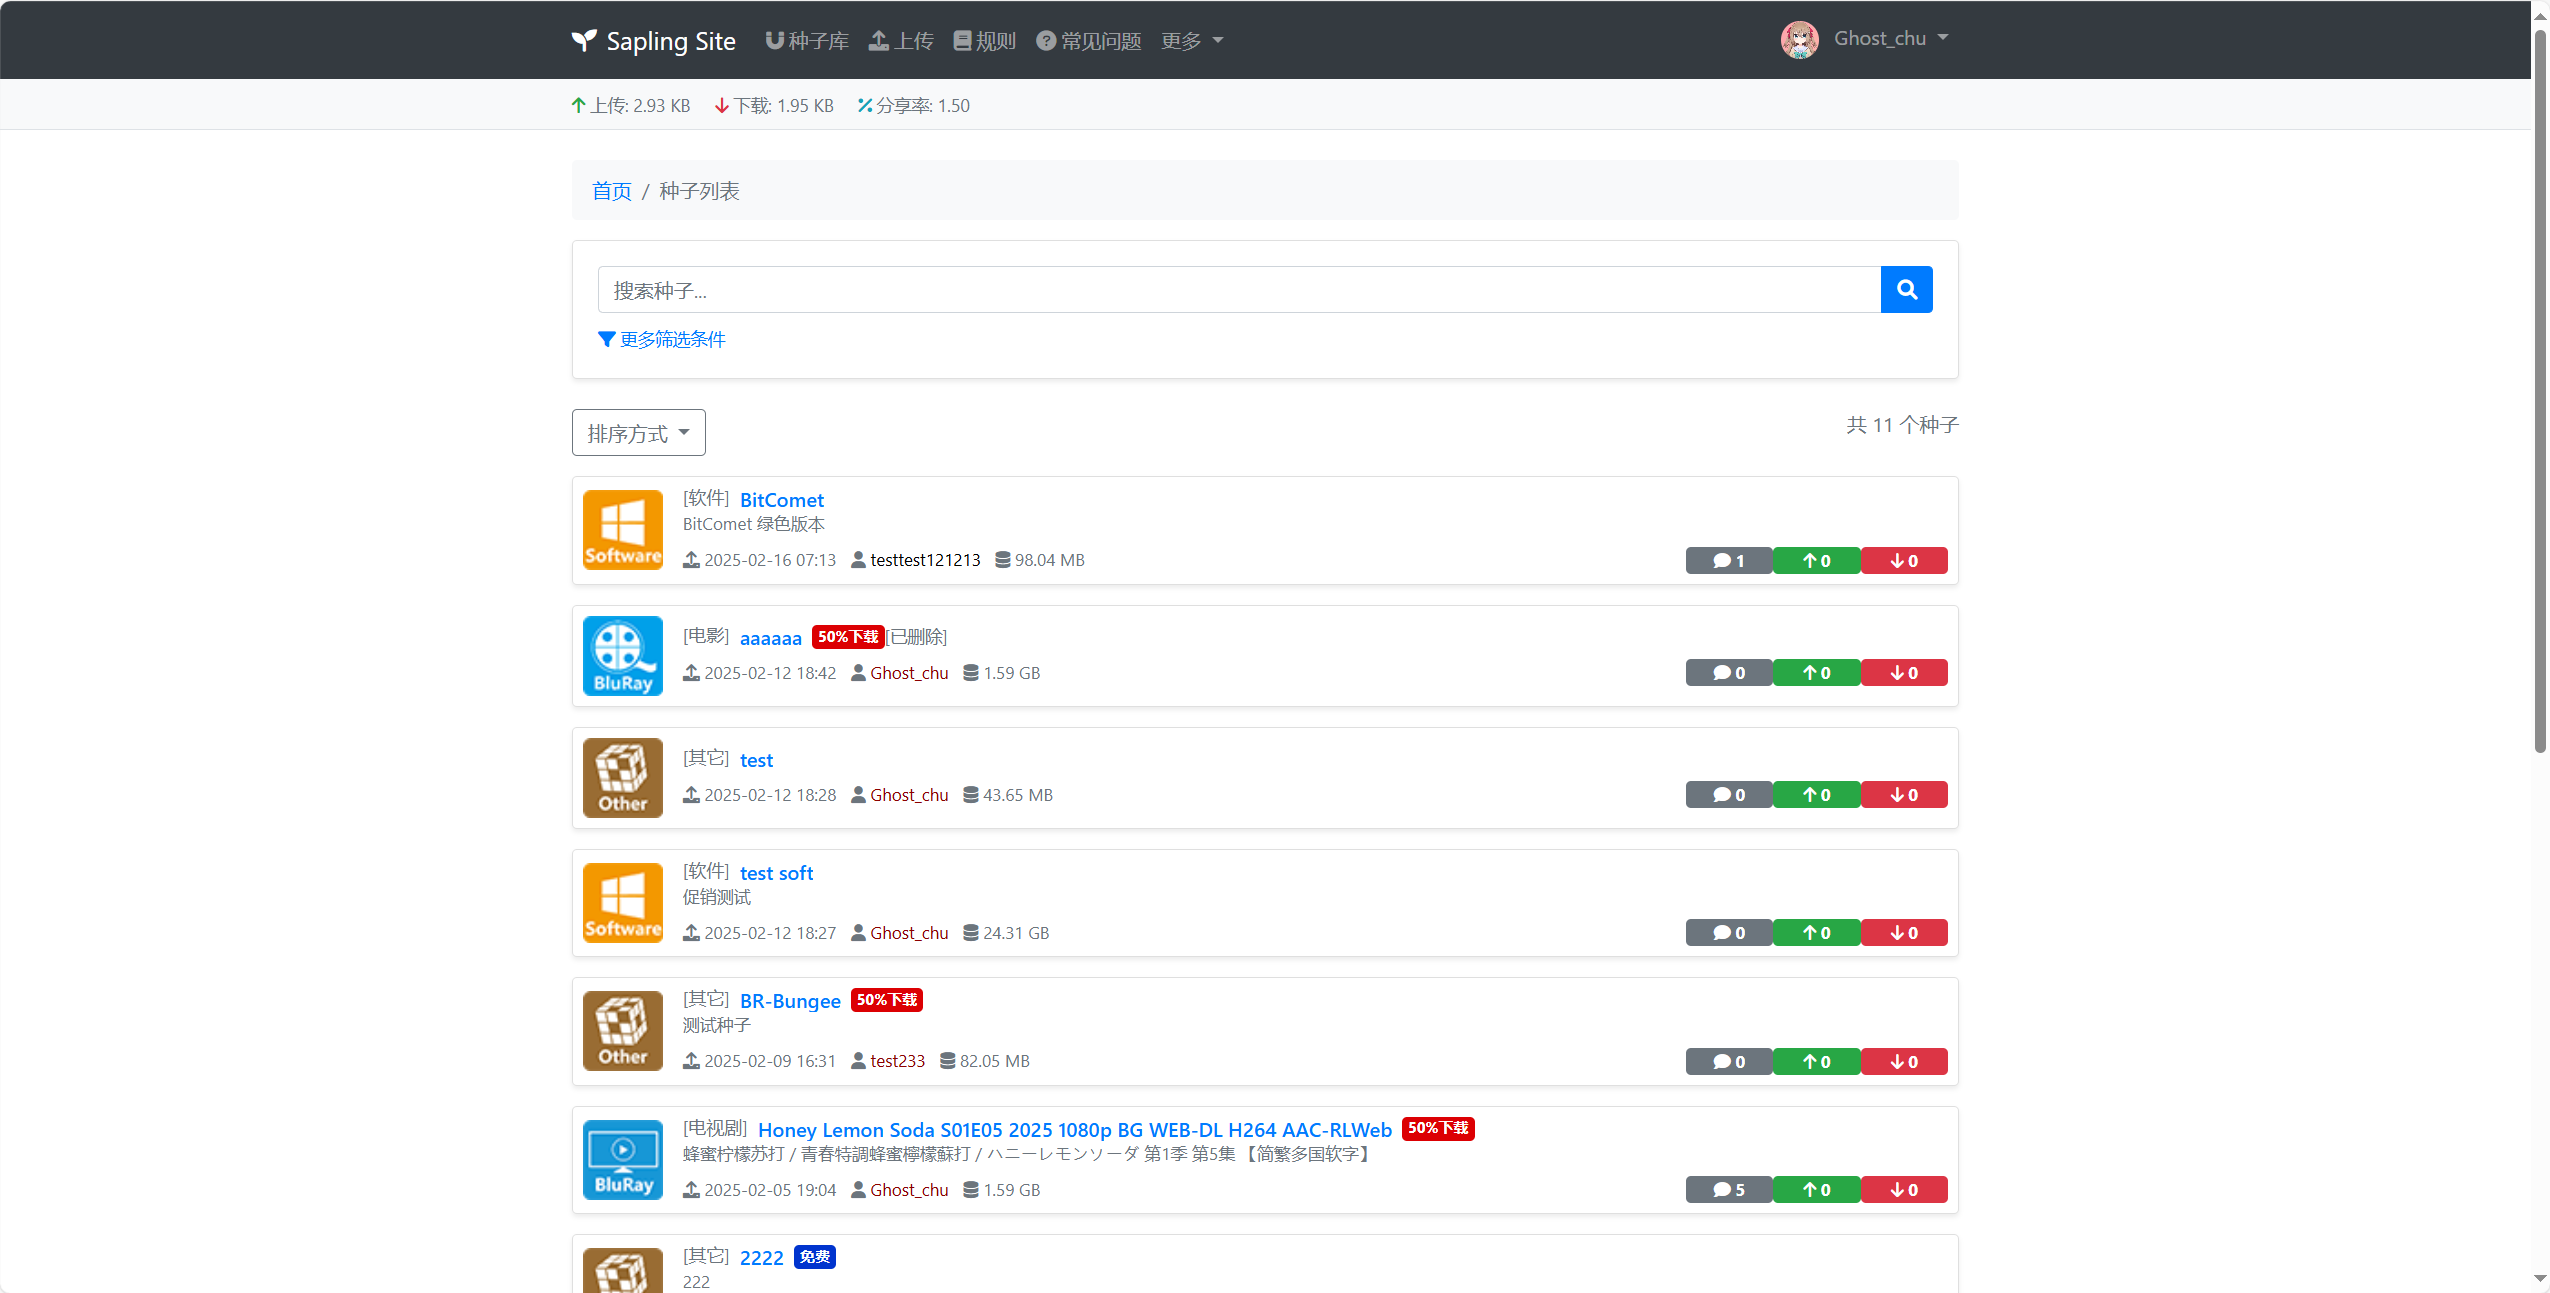 Sapling Site 种子库 上传 规则 常见问题 更多 Ghost_chu
上传: 2.93 KB 下载: 1.95 KB 分享率: 1.50
首页 / 种子列表
搜索种子...
更多筛选条件
排序方式 共 11 个种子
Software
[软件] BitComet
BitComet 绿色版本
2025-02-16 07:13 testtest121213 98.04 MB 1 0 0
BluRay
[电影] aaaaaa 50%下载 [已删除]
2025-02-12 18:42 Ghost_chu 1.59 GB 0 0 0
Other
[其它] test
2025-02-12 18:28 Ghost_chu 43.65 MB 0 0 0
Software
[软件] test soft
促销测试
2025-02-12 18:27 Ghost_chu 24.31 GB 0 0 0
Other
[其它] BR-Bungee 50%下载
测试种子
2025-02-09 16:31 test233 82.05 MB 0 0 0
BluRay
[电视剧] Honey Lemon Soda S01E05 2025 1080p BG WEB-DL H264 AAC-RLWeb 50%下载
蜂蜜柠檬苏打 / 青春特調蜂蜜檸檬蘇打 / ハニーレモンソーダ 第1季 第5集 【简繁多国软字】
2025-02-05 19:04 Ghost_chu 1.59 GB 5 0 0
[其它] 2222 免费
222